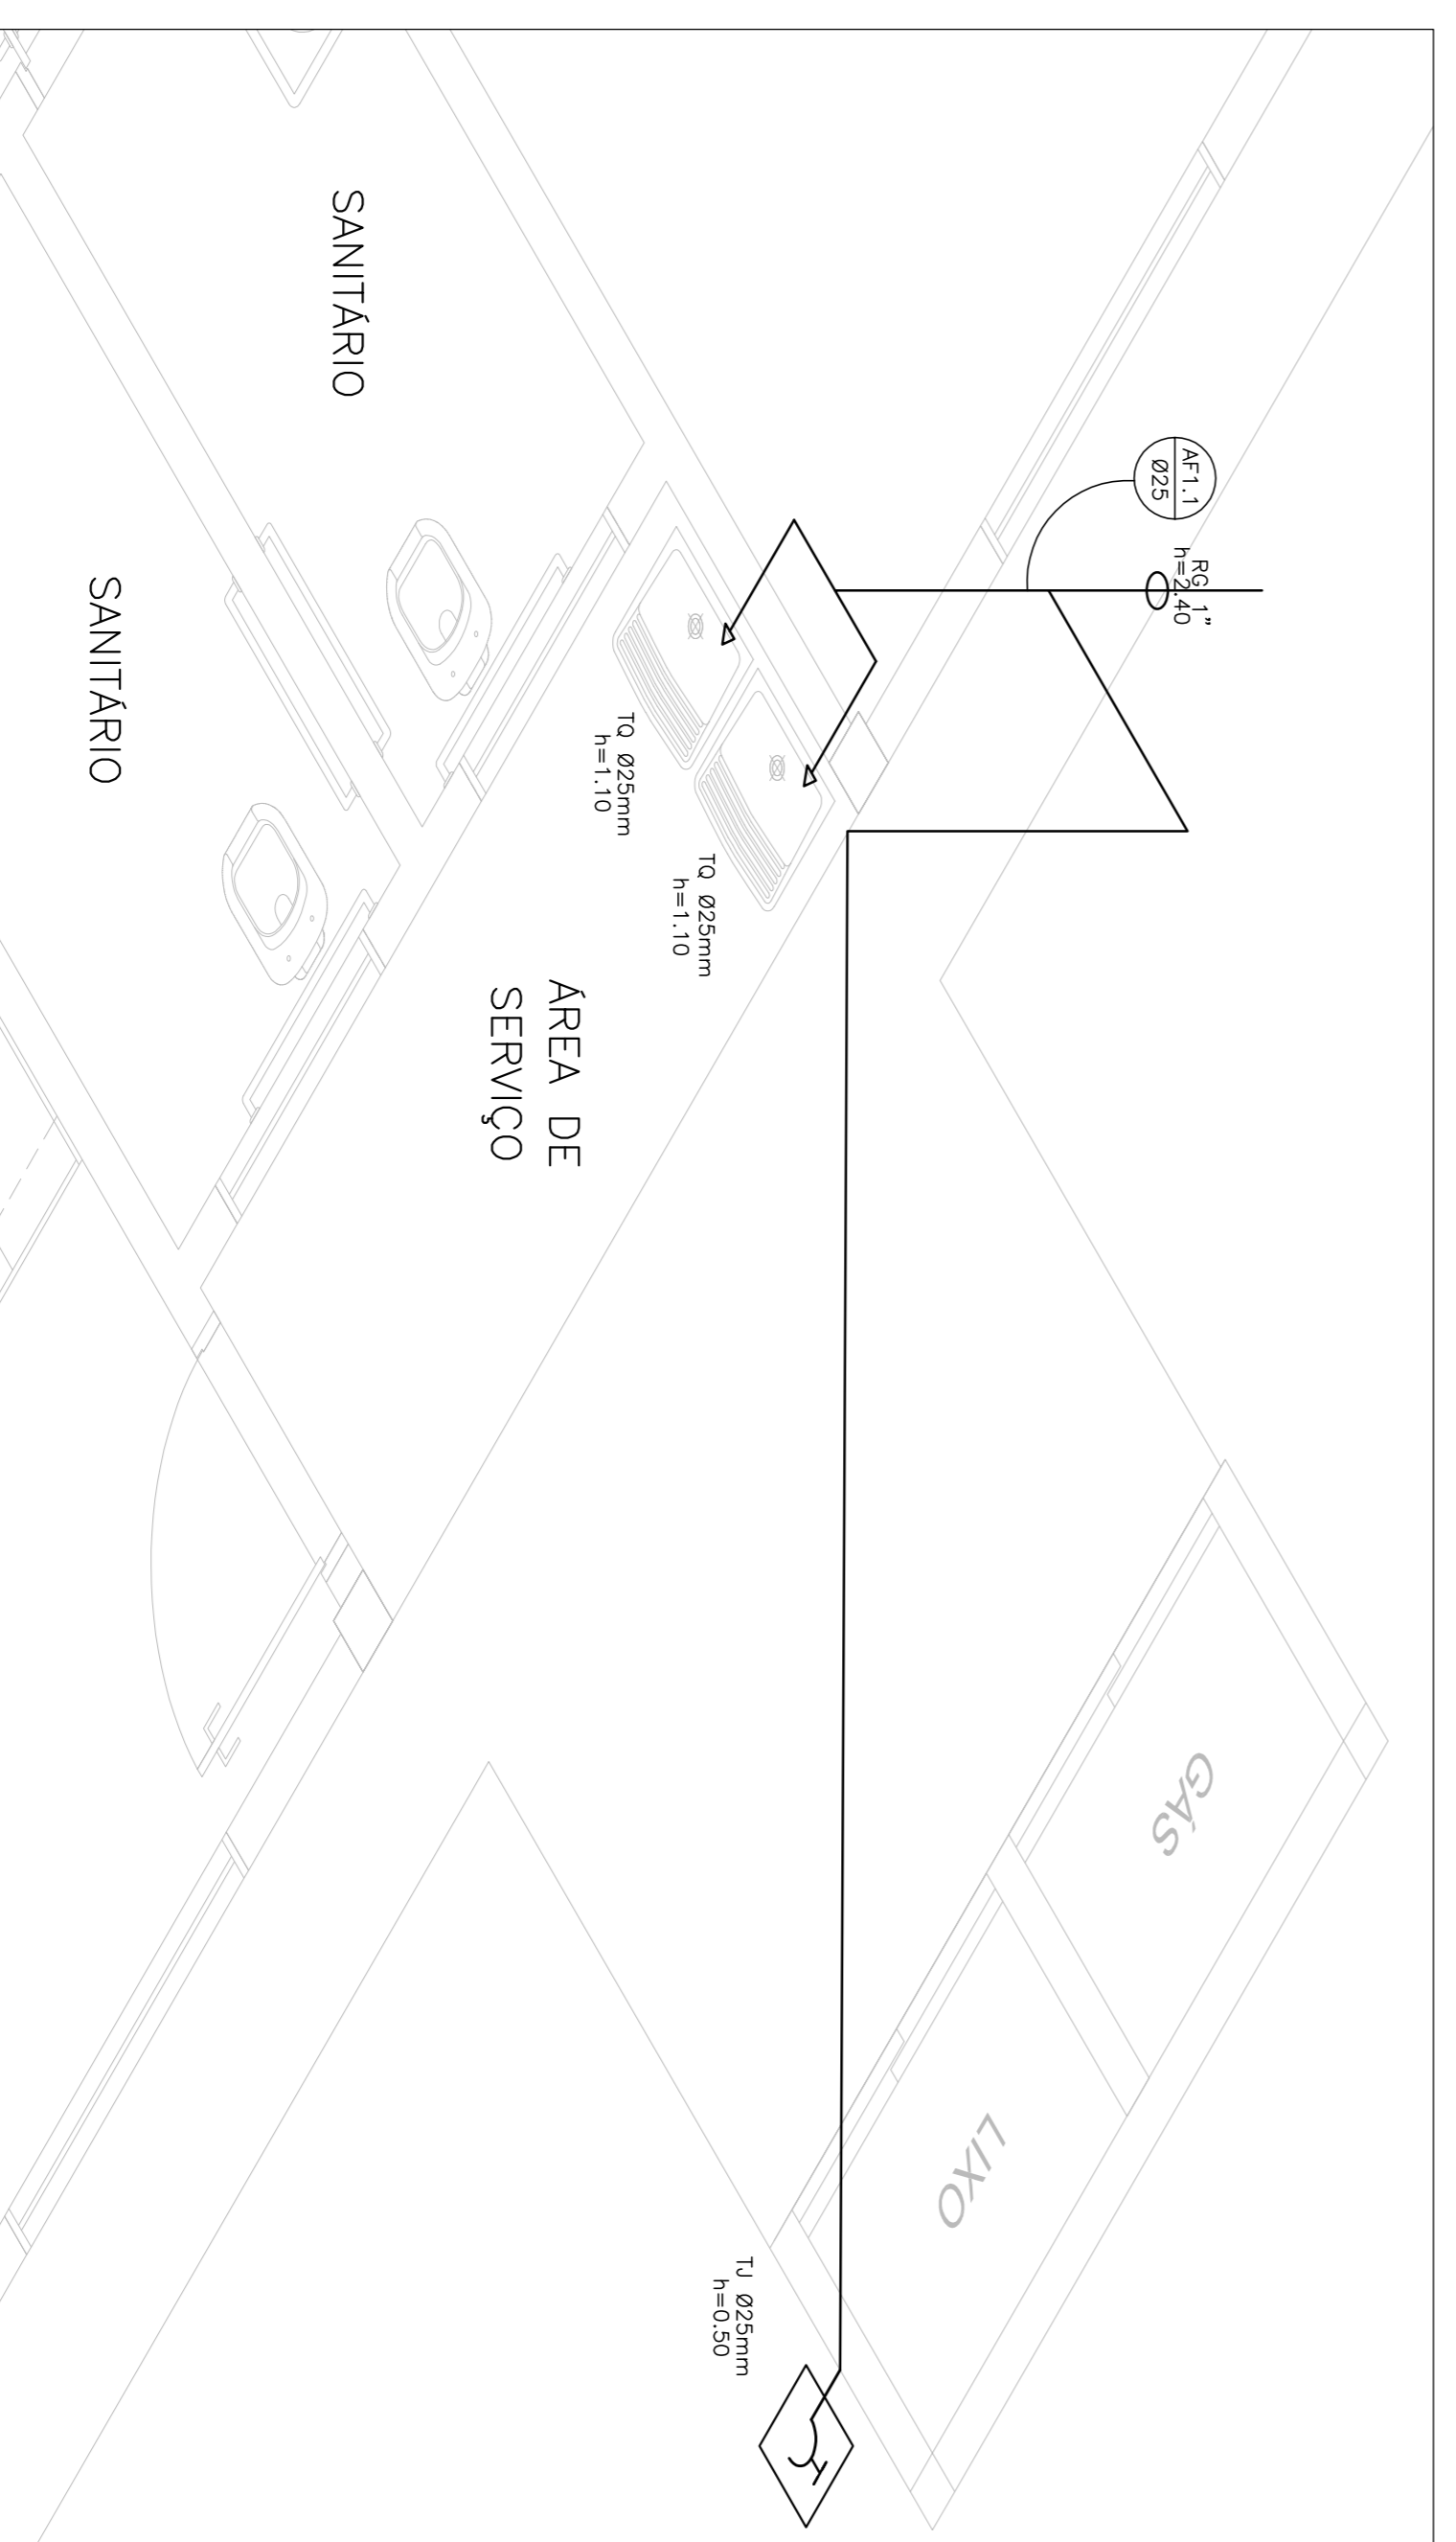 SANITÁRIO
SANITÁRIO
AF1.1
Ø25
RG 1"
h=2.40
TQ Ø25mm
h=1.10
TQ Ø25mm
h=1.10
ÁREA DE
SERVIÇO
GÁS
LIXO
TJ Ø25mm
h=0.50